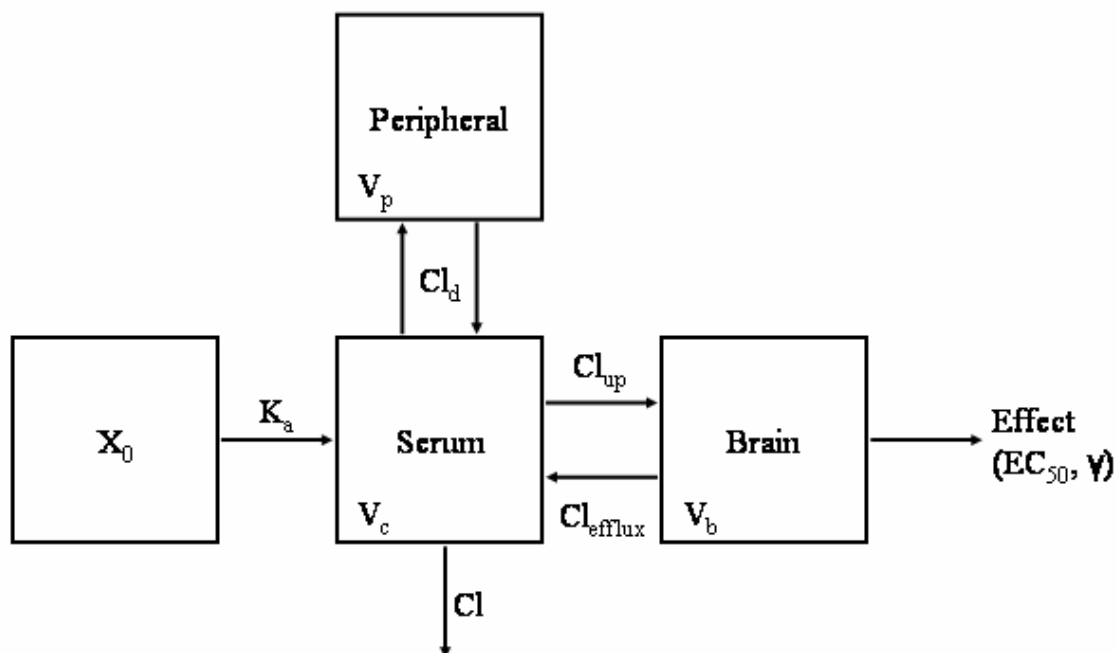 Peripheral
Vp
Cld
X0
Ka
Serum
Vc
Clup
Clefflux
Brain
Vb
Effect
(EC50, γ)
Cl